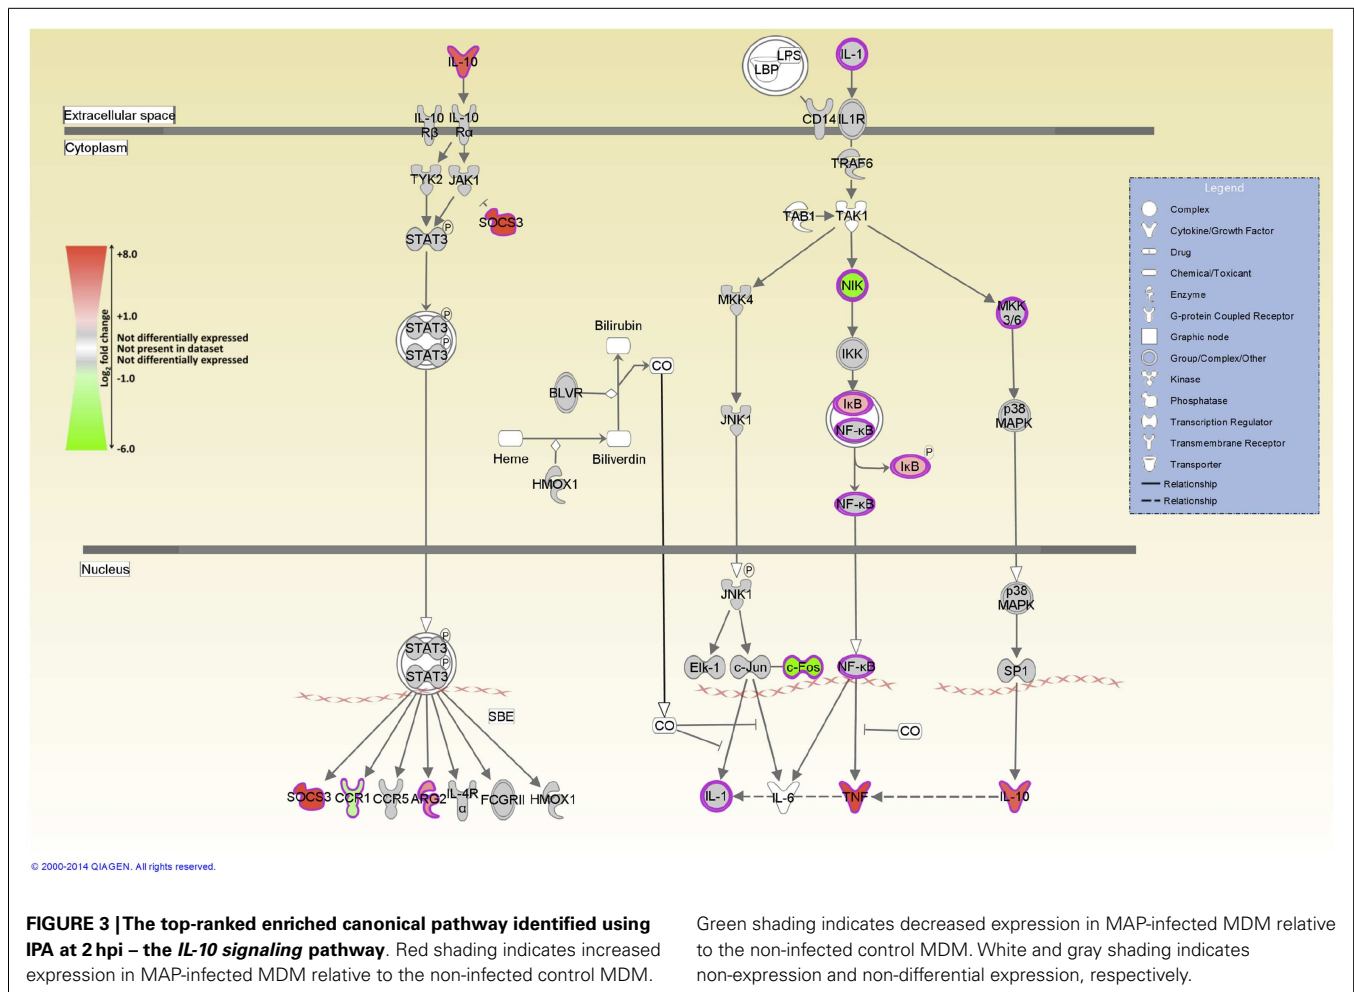 IL-10
LPS
LBP
IL-1
Extracellular space
IL-10
Rβ
IL-10
Rα
CD14
IL1R
Cytoplasm
TRAF6
TYK2
JAK1
SOCS3
TAB1
TAK1
STAT3
P
Legend
Complex
Cytokine/Growth Factor
Drug
Chemical/Toxicant
Enzyme
G-protein Coupled Receptor
Graphic node
Group/Complex/Other
Kinase
Phosphatase
Transcription Regulator
Transmembrane Receptor
Transporter
Relationship
Relationship
+8.0
+1.0
Not differentially expressed
Not present in dataset
Not differentially expressed
-1.0
-6.0
Log2 fold change
NIK
MKK4
MKK
3/6
STAT3
P
STAT3
P
Bilirubin
CO
IKK
BLVR
IκB
NF-κB
JNK1
p38
MAPK
Heme
Biliverdin
IκB
P
HMOX1
NF-κB
Nucleus
P
JNK1
p38
MAPK
STAT3
P
STAT3
P
Elk-1
c-Jun
c-Fos
NF-κB
SP1
SBE
CO
CO
SOCS3
CCR1
CCR5
ARG2
IL-4R
α
FCGRII
HMOX1
IL-1
IL-6
TNF
IL-10
© 2000-2014 QIAGEN. All rights reserved.
FIGURE 3 | The top-ranked enriched canonical pathway identified using
IPA at 2 hpi – the IL-10 signaling pathway. Red shading indicates increased
expression in MAP-infected MDM relative to the non-infected control MDM.
Green shading indicates decreased expression in MAP-infected MDM relative
to the non-infected control MDM. White and gray shading indicates
non-expression and non-differential expression, respectively.